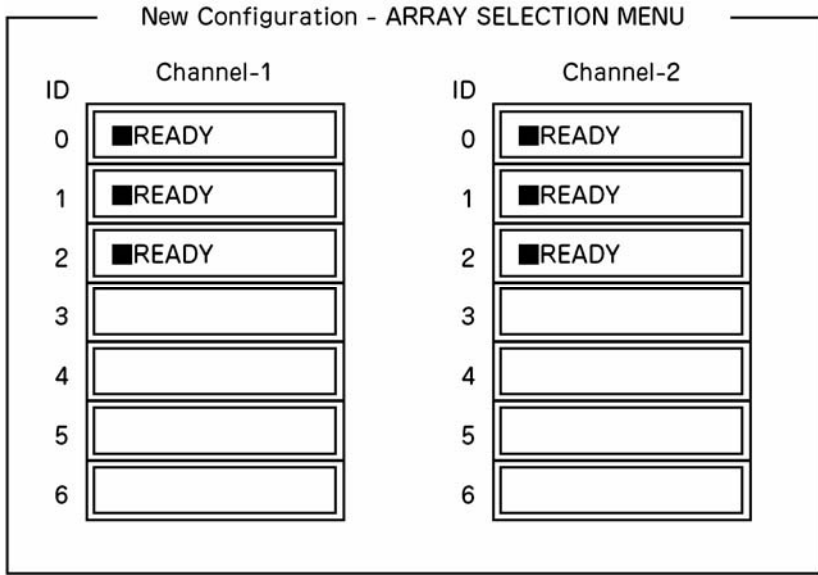 New Configuration - ARRAY SELECTION MENU
Channel-1 Channel-2
ID ID
0 ■READY 0 ■READY
1 ■READY 1 ■READY
2 ■READY 2 ■READY
3 3
4 4
5 5
6 6